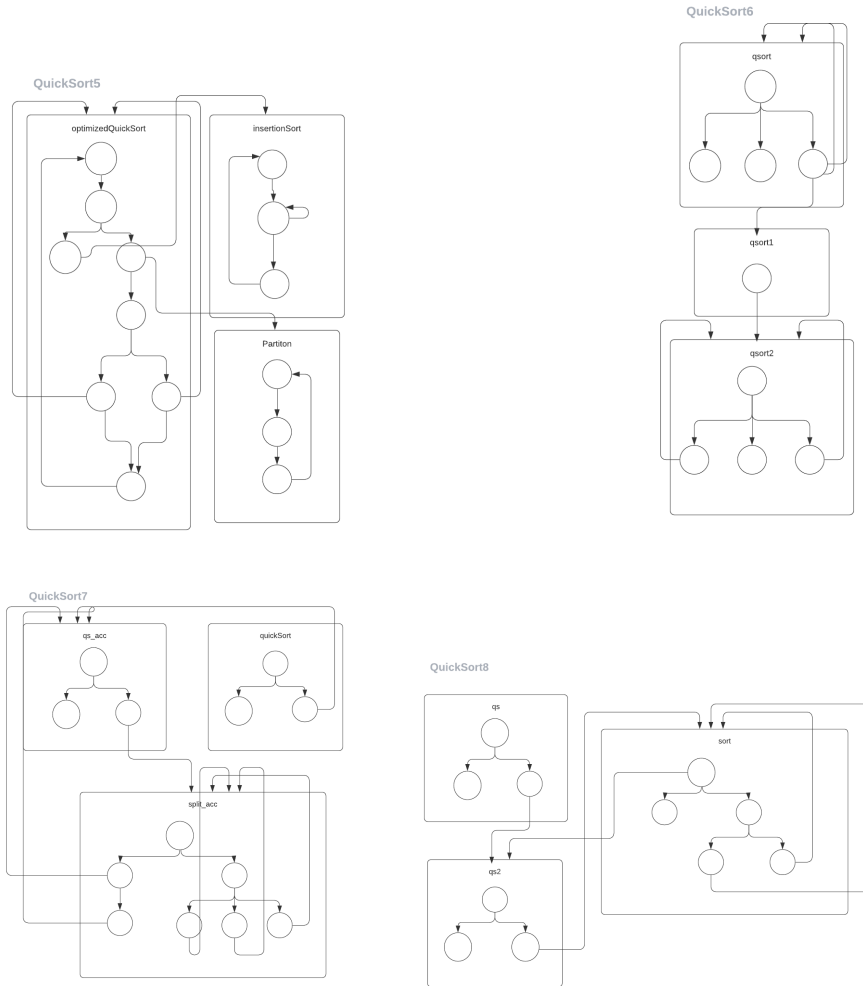 QuickSort6
qsort
QuickSort5
optimizedQuickSort
insertionSort
qsort1
Partiton
qsort2
QuickSort7
qs_acc
quickSort
split_acc
QuickSort8
qs
sort
qs2